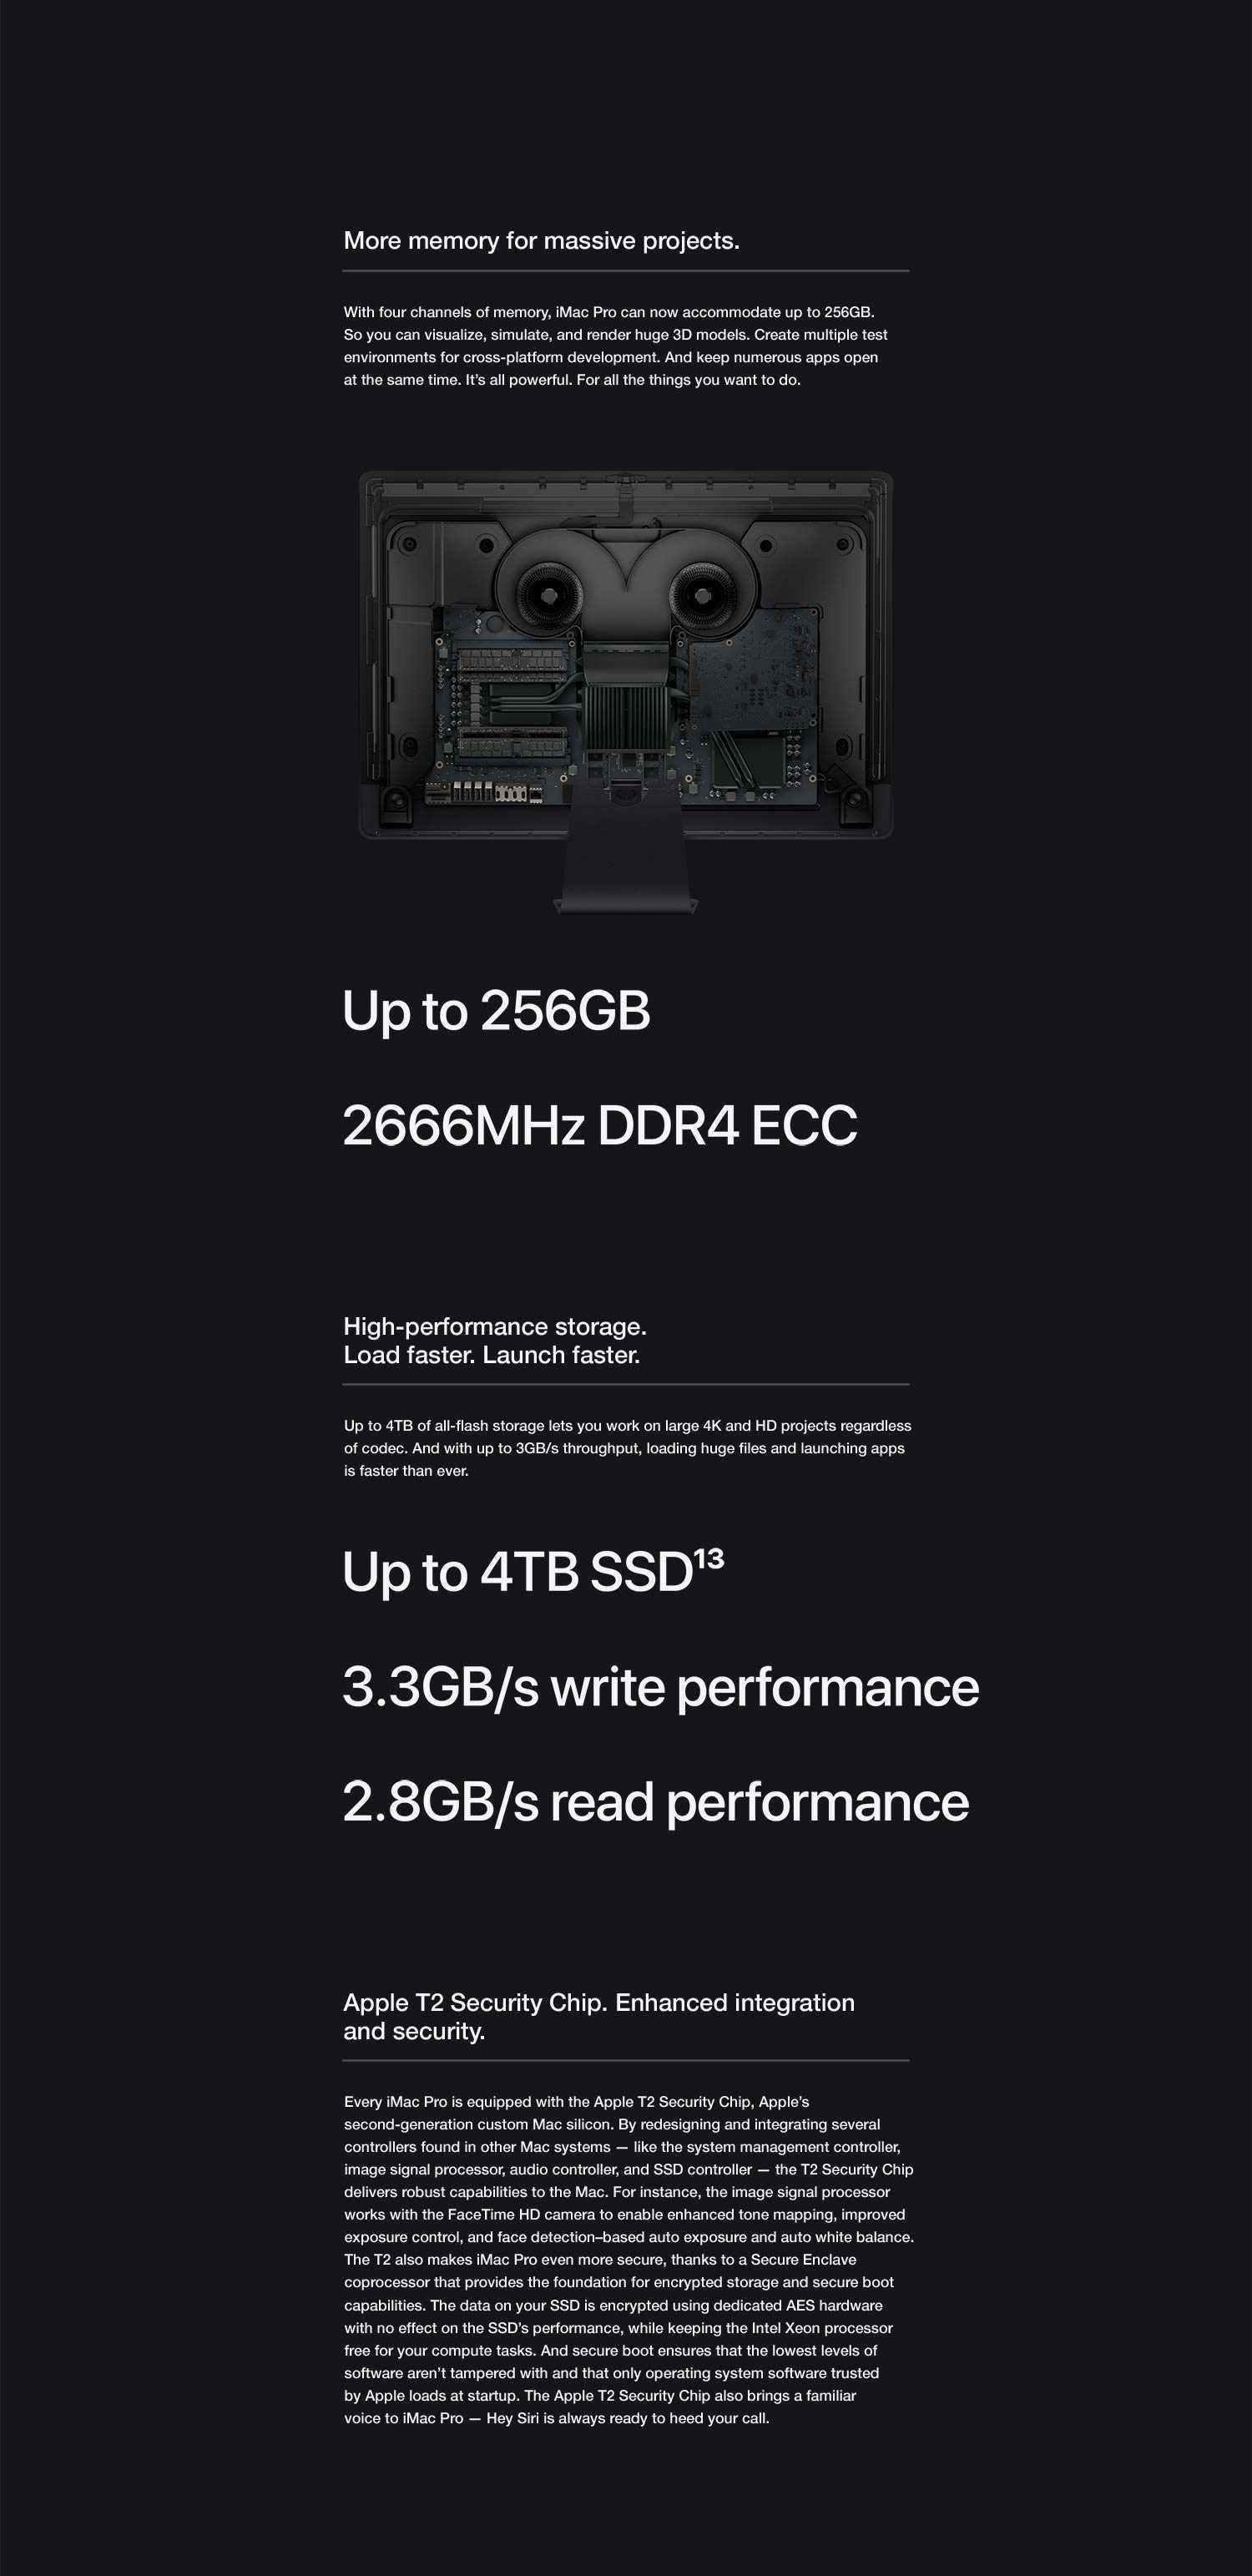 More memory for massive projects.
With four channels of memory, iMac Pro can now accommodate up to 256GB.
So you can visualize, simulate, and render huge 3D models. Create multiple test
environments for cross-platform development. And keep numerous apps open
at the same time. It’s all powerful. For all the things you want to do.
Up to 256GB
2666MHz DDR4 ECC
High-performance storage.
Load faster. Launch faster.
Up to 4TB of all-flash storage lets you work on large 4K and HD projects regardless
of codec. And with up to 3GB/s throughput, loading huge files and launching apps
is faster than ever.
Up to 4TB SSD¹³
3.3GB/s write performance
2.8GB/s read performance
Apple T2 Security Chip. Enhanced integration
and security.
Every iMac Pro is equipped with the Apple T2 Security Chip, Apple’s
second-generation custom Mac silicon. By redesigning and integrating several
controllers found in other Mac systems — like the system management controller,
image signal processor, audio controller, and SSD controller — the T2 Security Chip
delivers robust capabilities to the Mac. For instance, the image signal processor
works with the FaceTime HD camera to enable enhanced tone mapping, improved
exposure control, and face detection–based auto exposure and auto white balance.
The T2 also makes iMac Pro even more secure, thanks to a Secure Enclave
coprocessor that provides the foundation for encrypted storage and secure boot
capabilities. The data on your SSD is encrypted using dedicated AES hardware
with no effect on the SSD’s performance, while keeping the Intel Xeon processor
free for your compute tasks. And secure boot ensures that the lowest levels of
software aren’t tampered with and that only operating system software trusted
by Apple loads at startup. The Apple T2 Security Chip also brings a familiar
voice to iMac Pro — Hey Siri is always ready to heed your call.